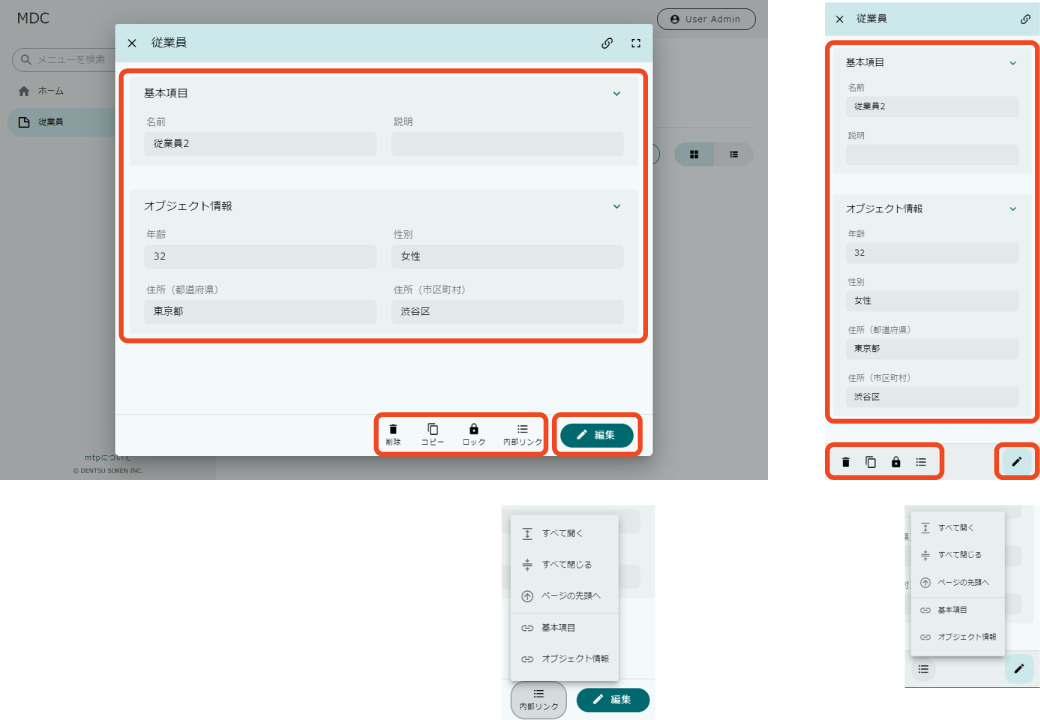 MDC
User Admin
メニューを検索
ホーム
従業員
従業員
基本項目
名前
説明
従業員2
オブジェクト情報
年齢
性別
32
女性
住所（都道府県）
住所（市区町村）
東京都
渋谷区
削除
コピー
ロック
内部リンク
編集
mtpについて
© DENTSU SOKEN INC.
従業員
基本項目
名前
従業員2
説明
オブジェクト情報
年齢
32
性別
女性
住所（都道府県）
東京都
住所（市区町村）
渋谷区
すべて開く
すべて閉じる
ページの先頭へ
基本項目
オブジェクト情報
内部リンク
編集
すべて開く
すべて閉じる
ページの先頭へ
基本項目
オブジェクト情報